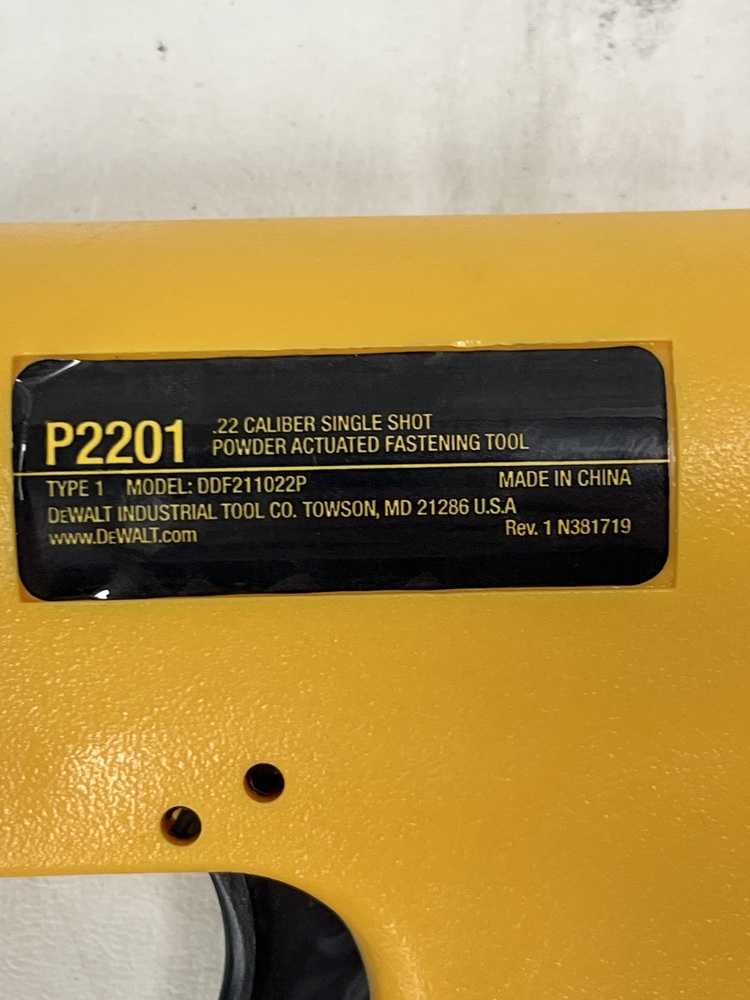 P2201
.22 CALIBER SINGLE SHOT
POWDER ACTUATED FASTENING TOOL
TYPE 1 MODEL: DDF211022P MADE IN CHINA
DEWALT INDUSTRIAL TOOL CO. TOWSON, MD 21286 U.S.A
www.DEWALT.com Rev. 1 N381719